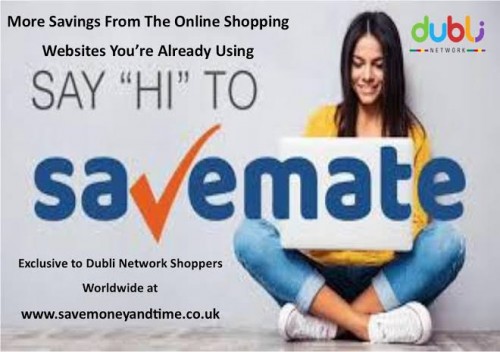 More Savings From The Online Shopping
Websites You're Already Using
dubli
NETWORK
SAY "HI" TO
savemate
Exclusive to Dubli Network Shoppers
Worldwide at
www.savemoneyandtime.co.uk